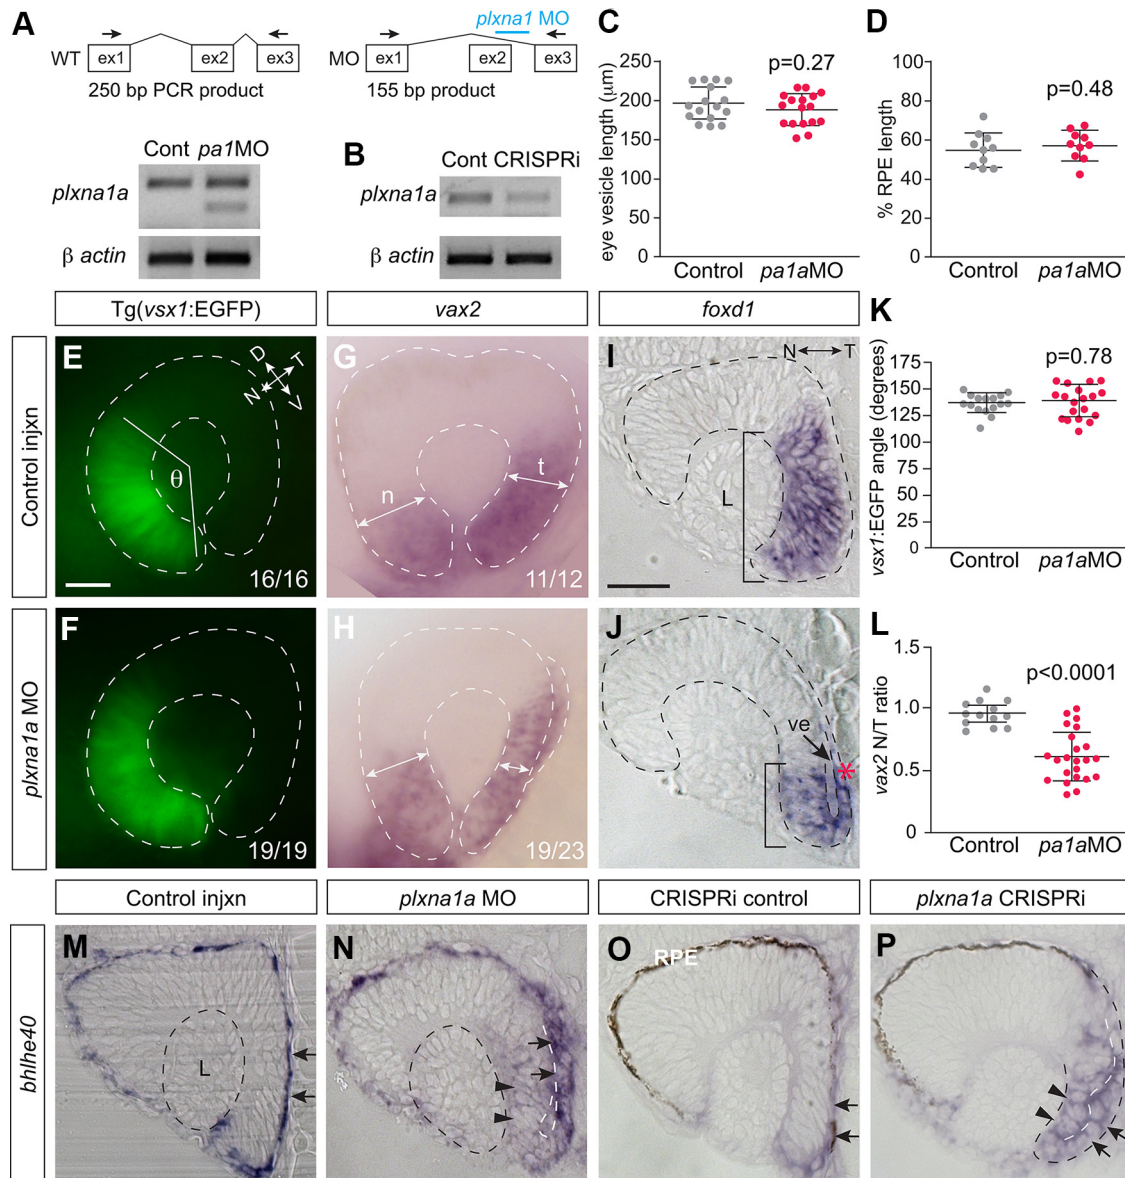 A
plxna1 MO
WT ex1 ex2 ex3
250 bp PCR product
MO ex1 ex2 ex3
155 bp product
Cont pa1MO
plxna1a
β actin
B
Cont CRISPRi
plxna1a
β actin
C
p=0.27
eye vesicle length (μm)
250
200
150
100
50
0
Control pa1aMO
D
p=0.48
% RPE length
100
80
60
40
20
0
Control pa1aMO
Tg(vsx1:EGFP)
vax2
foxd1
Control injxn
E
D
T
N
V
θ
16/16
G
n
t
11/12
I
N T
L
K
p=0.78
vsx1:EGFP angle (degrees)
175
150
125
100
75
50
25
0
Control pa1aMO
plxna1a MO
F
19/19
H
19/23
J
ve
*
L
p<0.0001
vax2 N/T ratio
1.5
1.0
0.5
0
Control pa1aMO
Control injxn
plxna1a MO
CRISPRi control
plxna1a CRISPRi
bhlhe40
M
L
N
O
RPE
P